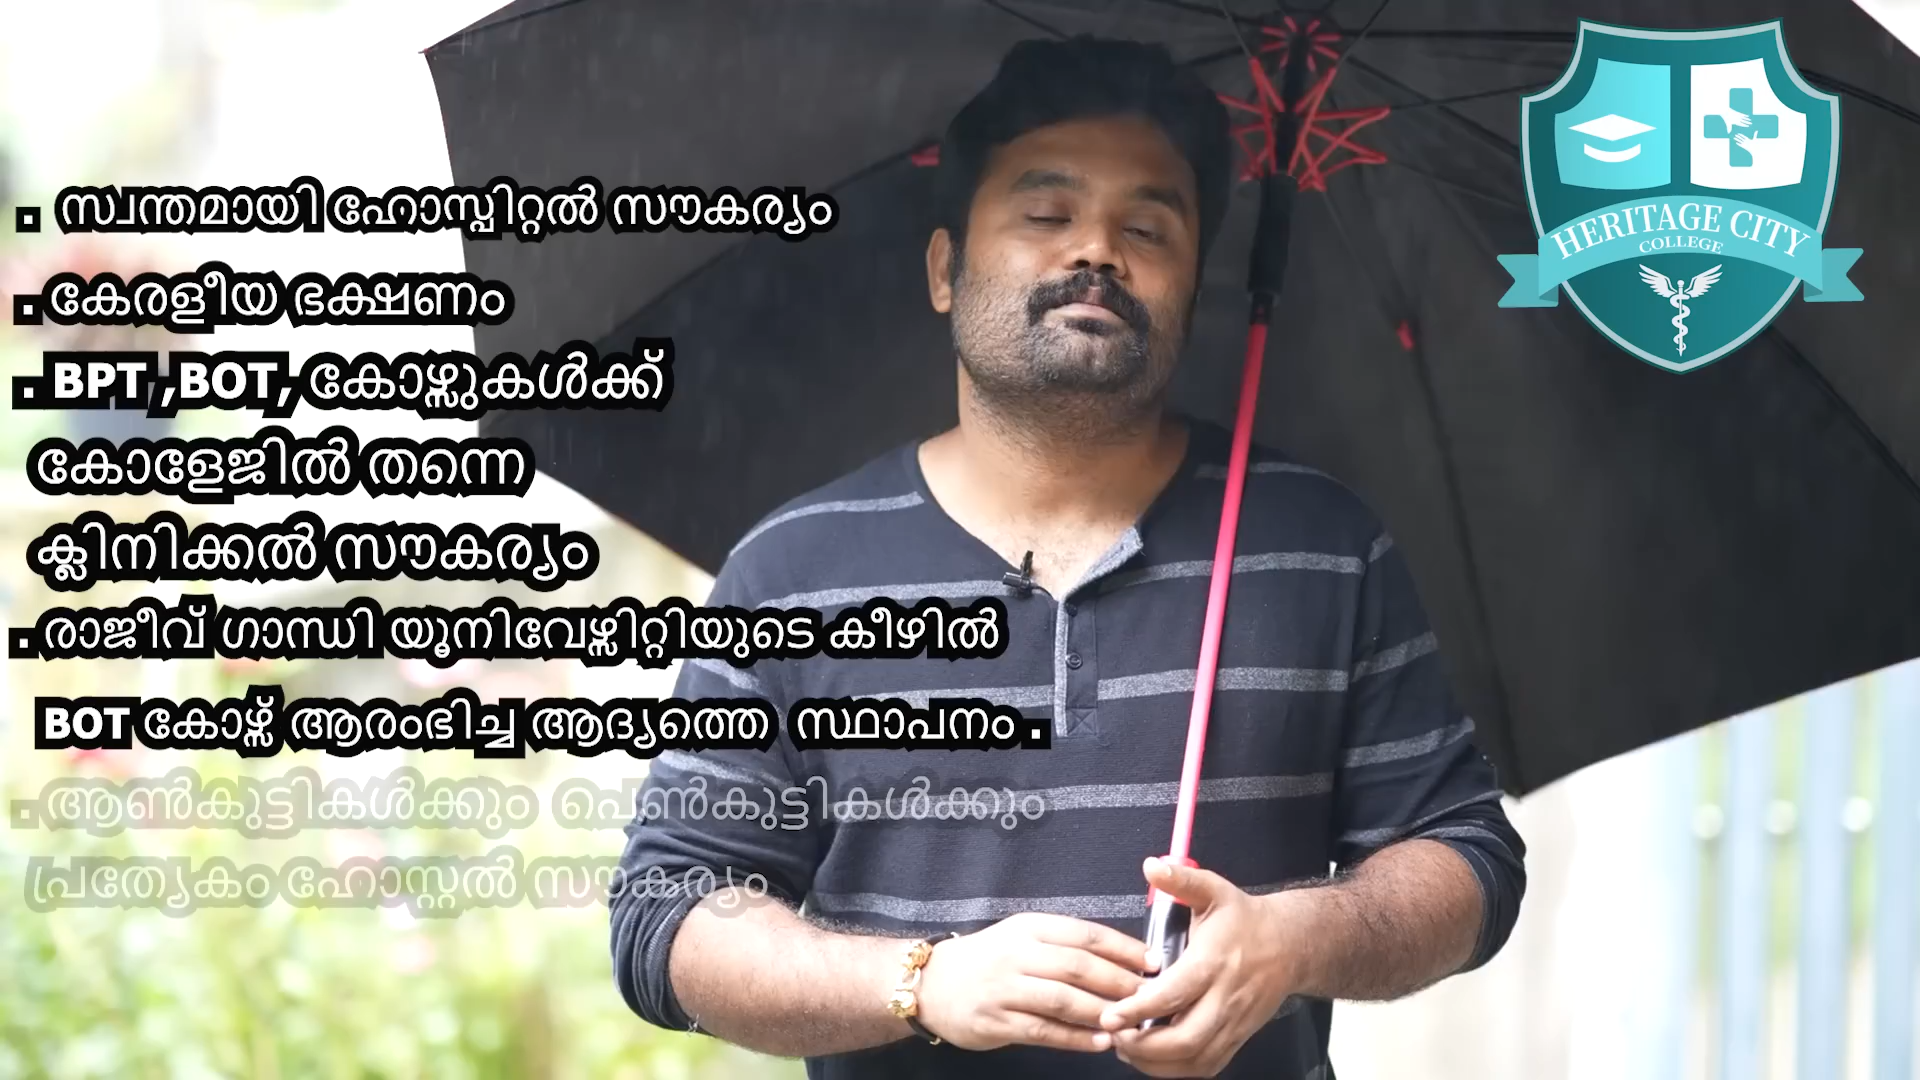 . സ്വന്തമായി ഹോസ്പിറ്റൽ സൗകര്യം
. കേരളീയ ഭക്ഷണം
. BPT ,BOT, കോഴ്സുകൾക്ക്
കോളേജിൽ തന്നെ
ക്ലിനിക്കൽ സൗകര്യം
. രാജീവ് ഗാന്ധി യൂനിവേഴ്സിറ്റിയുടെ കീഴിൽ
BOT കോഴ്സ് ആരംഭിച്ച ആദ്യത്തെ സ്ഥാപനം .
. ആൺകുട്ടികൾക്കും പെൺകുട്ടികൾക്കും
പ്രത്യേകം ഹോസ്റ്റൽ സൗകര്യം
HERITAGE CITY
COLLEGE